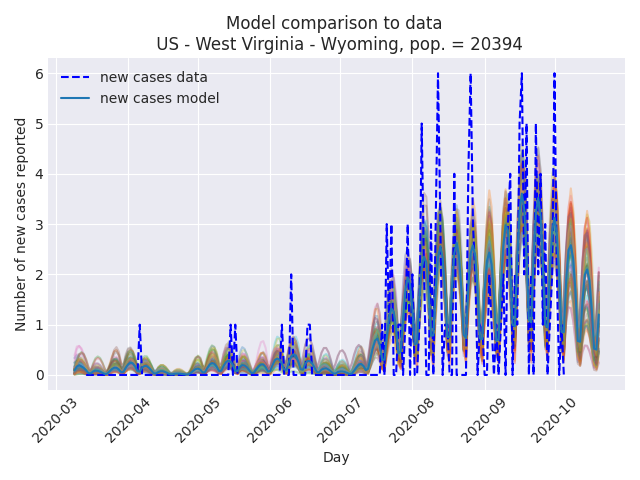 Model comparison to data
US - West Virginia - Wyoming, pop. = 20394
new cases data
new cases model
Number of new cases reported
6
5
4
3
2
1
0
2020-03
2020-04
2020-05
2020-06
2020-07
2020-08
2020-09
2020-10
Day